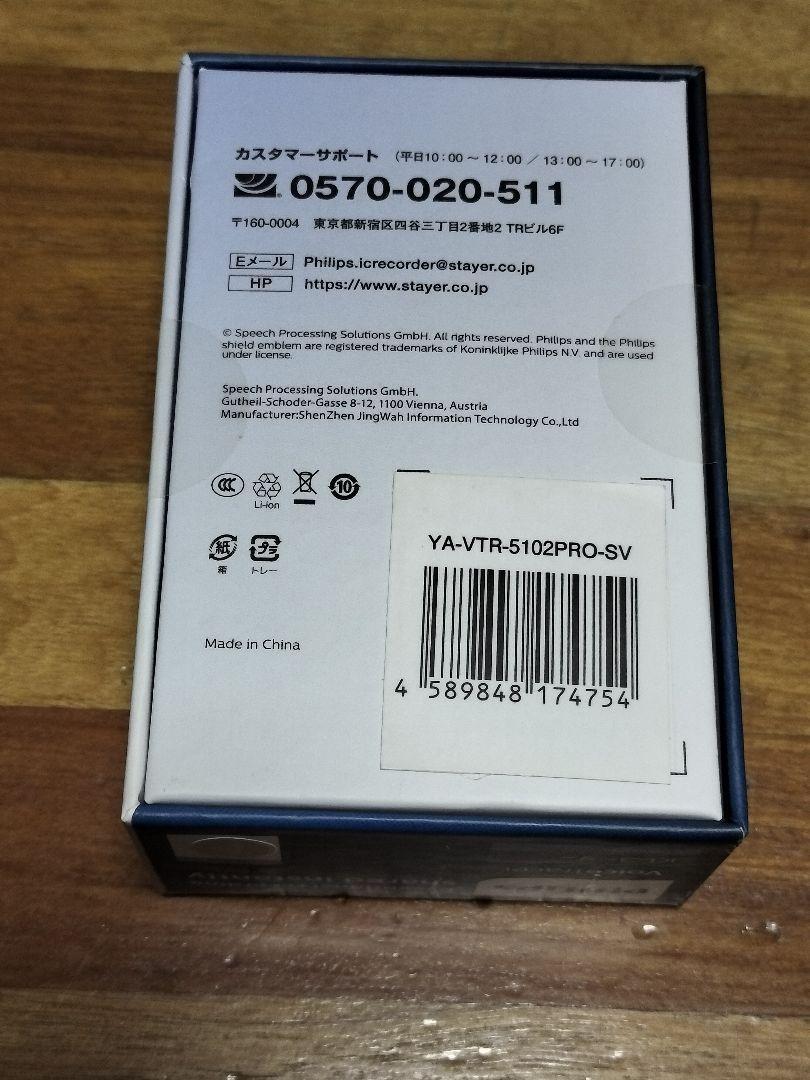 カスタマーサポート （平日10：00 ～ 12：00 ／ 13：00 ～ 17：00）
0570-020-511
〒160-0004 東京都新宿区四谷三丁目2番地2 TRビル6F
Eメール Philips.icrecorder@stayer.co.jp
HP https://www.stayer.co.jp
© Speech Processing Solutions GmbH. All rights reserved. Philips and the Philips
shield emblem are registered trademarks of Koninklijke Philips N.V. and are used
under license.
Speech Processing Solutions GmbH.
Gutheil-Schoder-Gasse 8-12, 1100 Vienna, Austria
Manufacturer:ShenZhen JingWah Information Technology Co.,Ltd
CCC
Li-ion
10
紙 プラ
箱 トレー
YA-VTR-5102PRO-SV
4 589848 174754
Made in China